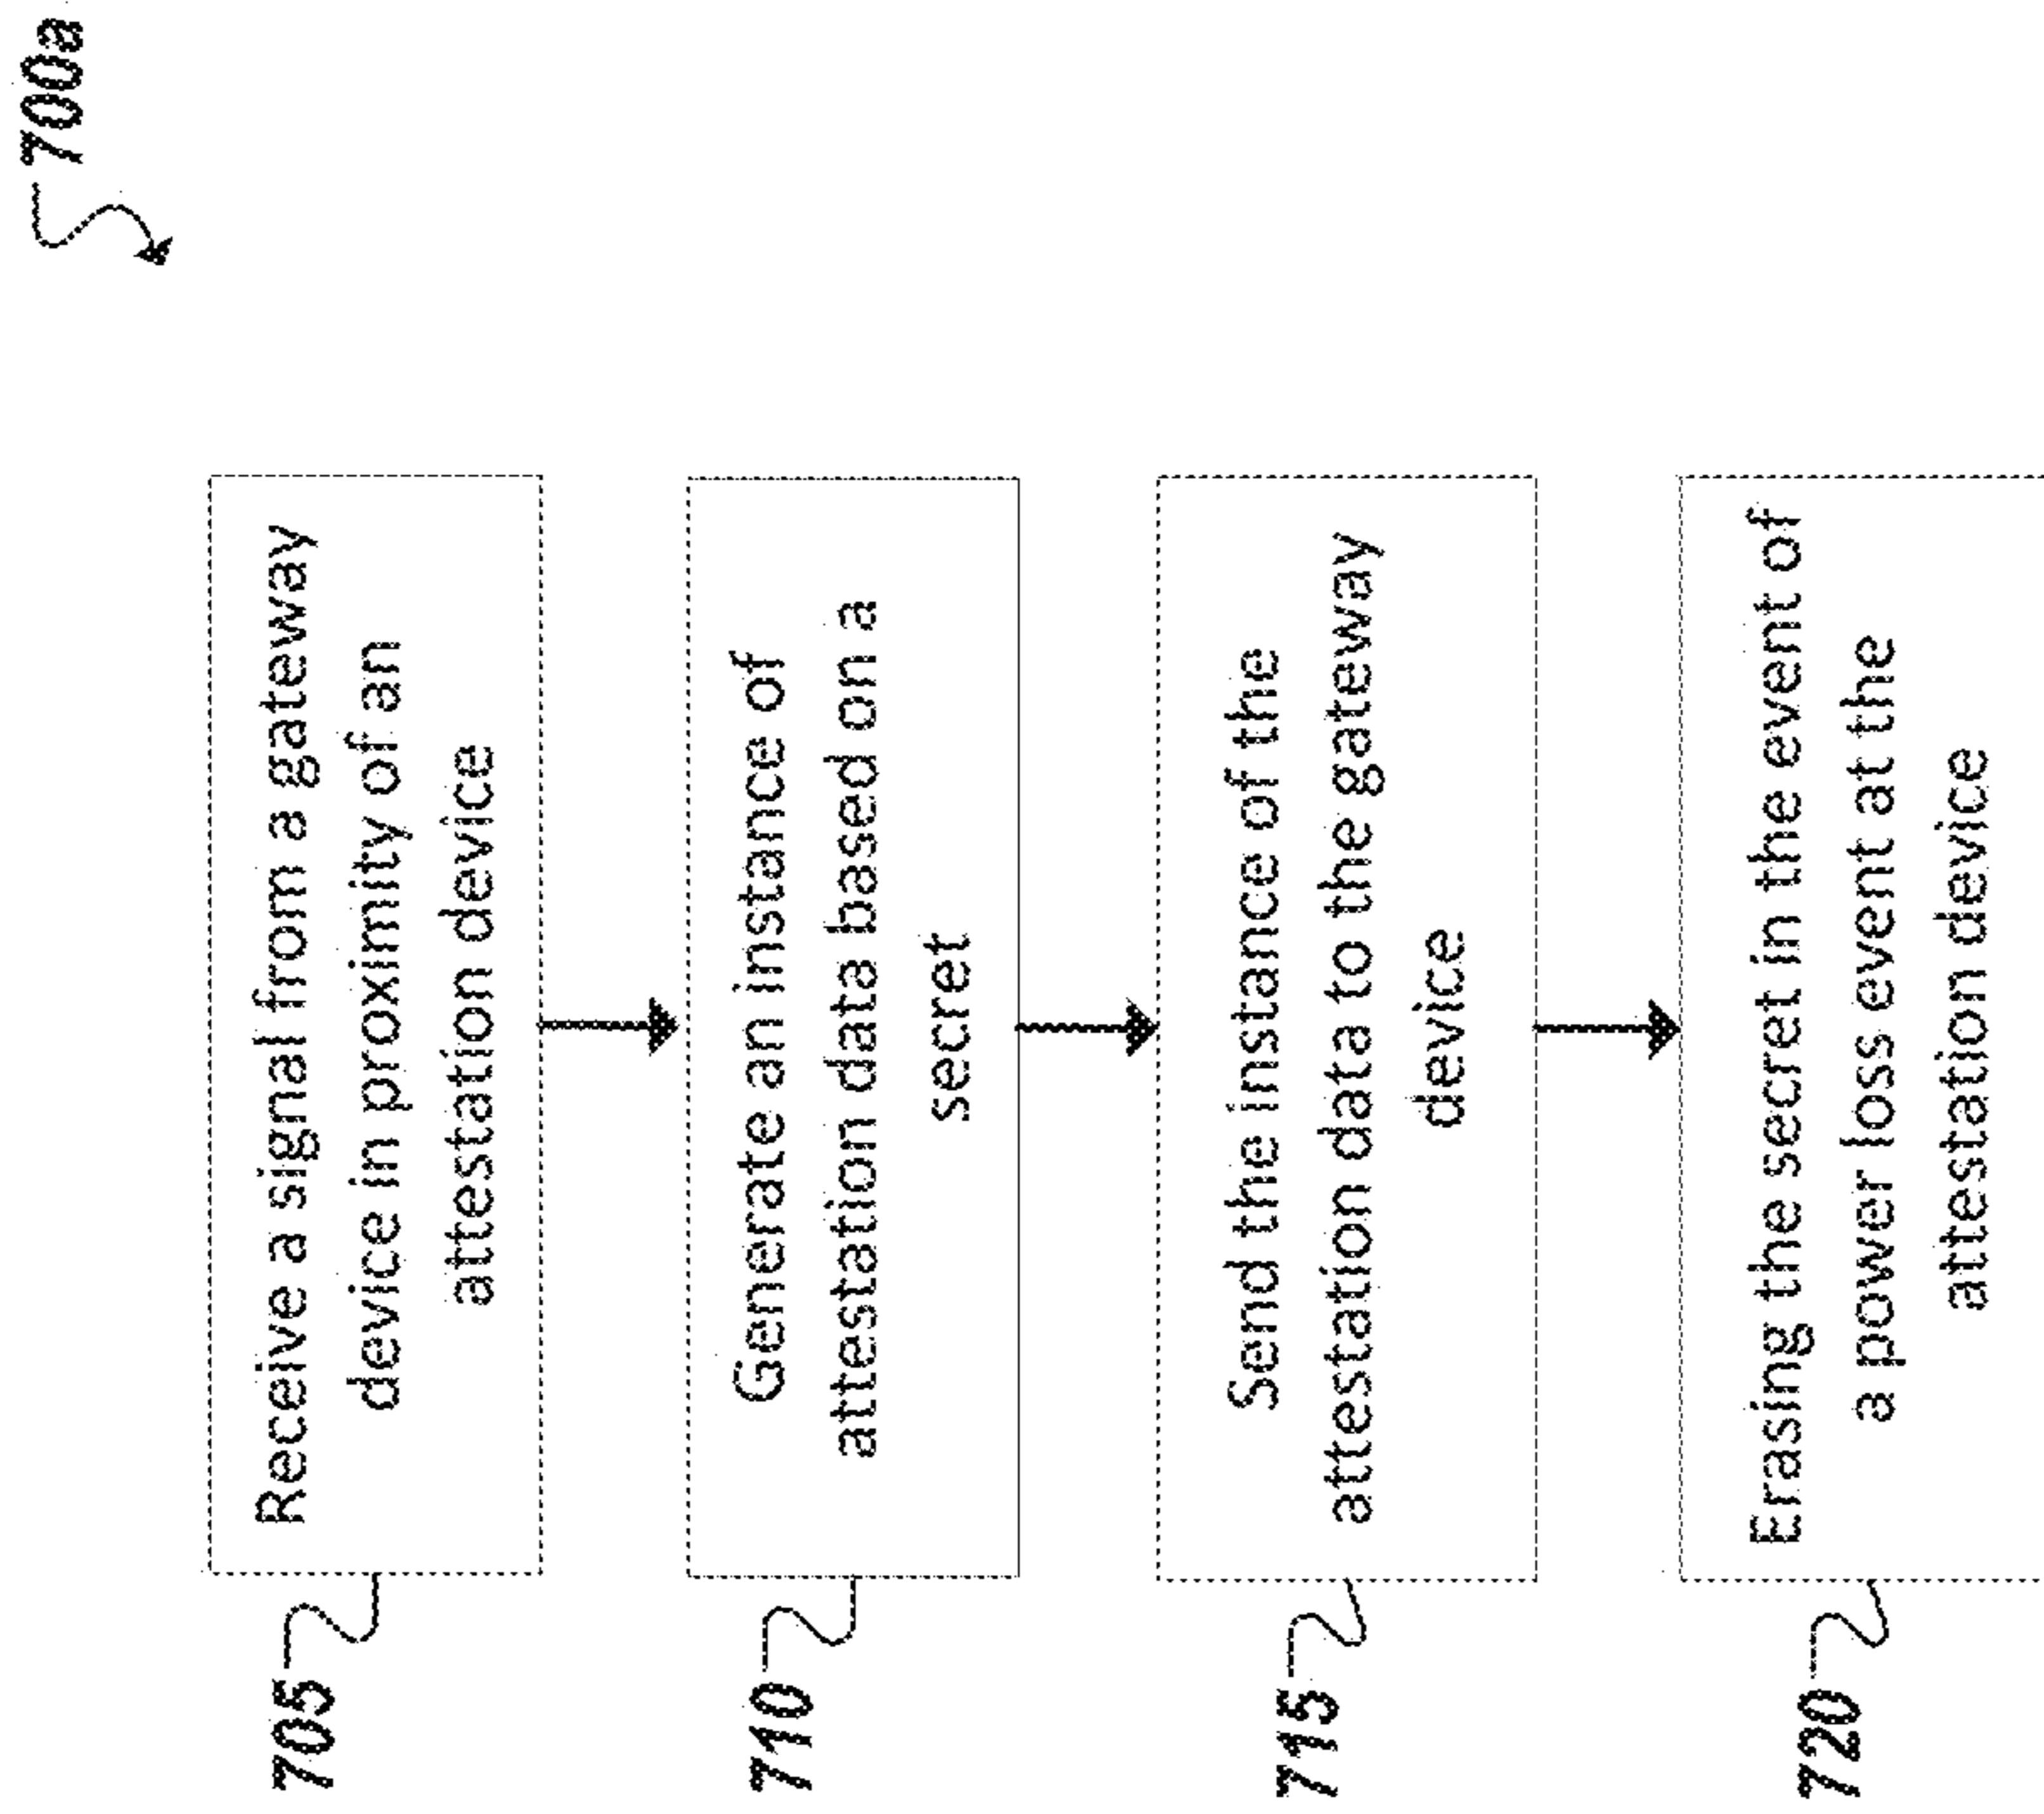 700a
705
Receive a signal from a gateway
device in proximity of an
attestation device
710
Generate an instance of
attestation data based on a
secret
715
Send the instance of the
attestation data to the gateway
device
720
Erasing the secret in the event of
a power loss event at the
attestation device